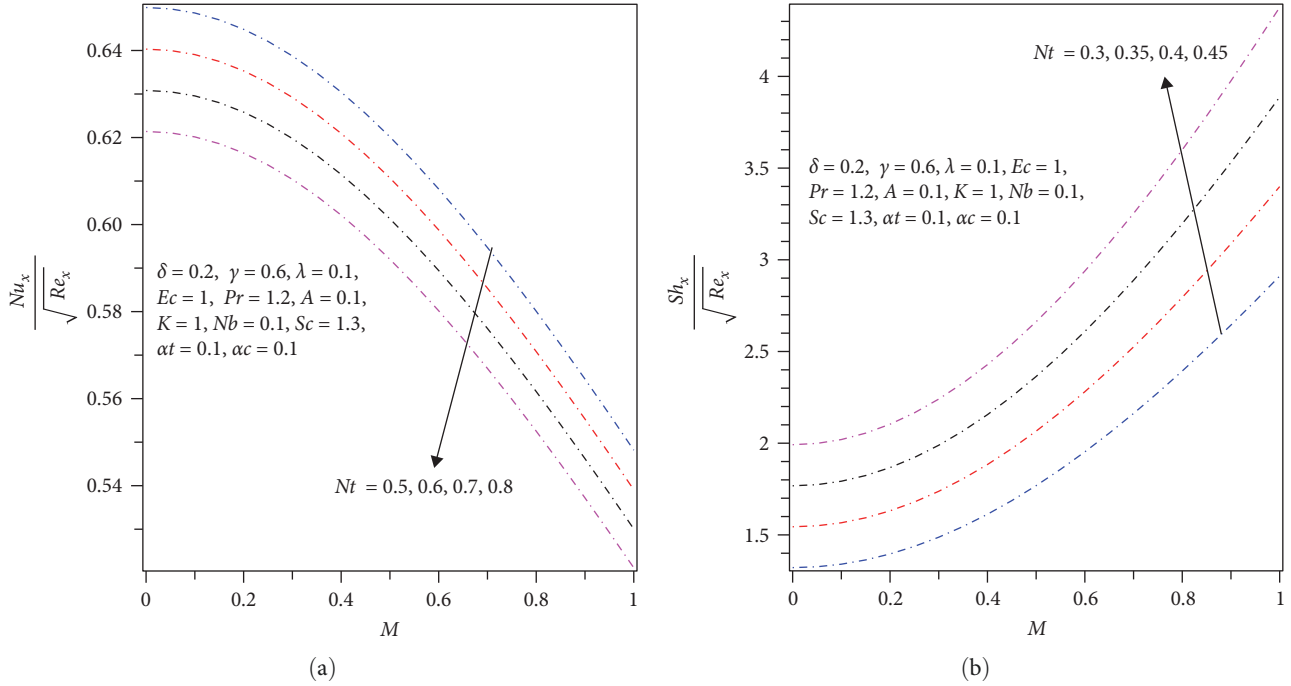 0.64
0.62
0.60
0.58
0.56
0.54
Nu_x
√Re_x
δ = 0.2, γ = 0.6, λ = 0.1,
Ec = 1, Pr = 1.2, A = 0.1,
K = 1, Nb = 0.1, Sc = 1.3,
αt = 0.1, αc = 0.1
Nt = 0.5, 0.6, 0.7, 0.8
0 0.2 0.4 0.6 0.8 1
M
(a)
4
3.5
3
2.5
2
1.5
Sh_x
√Re_x
Nt = 0.3, 0.35, 0.4, 0.45
δ = 0.2, γ = 0.6, λ = 0.1, Ec = 1,
Pr = 1.2, A = 0.1, K = 1, Nb = 0.1,
Sc = 1.3, αt = 0.1, αc = 0.1
0 0.2 0.4 0.6 0.8 1
M
(b)